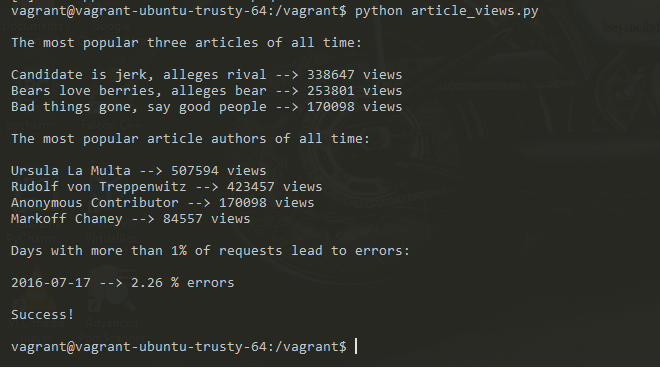 vagrant@vagrant-ubuntu-trusty-64:/vagrant$ python article_views.py
The most popular three articles of all time:
Candidate is jerk, alleges rival --> 338647 views
Bears love berries, alleges bear --> 253801 views
Bad things gone, say good people --> 170098 views
The most popular article authors of all time:
Ursula La Multa --> 507594 views
Rudolf von Treppenwitz --> 423457 views
Anonymous Contributor --> 170098 views
Markoff Chaney --> 84557 views
Days with more than 1% of requests lead to errors:
2016-07-17 --> 2.26 % errors
Success!
vagrant@vagrant-ubuntu-trusty-64:/vagrant$